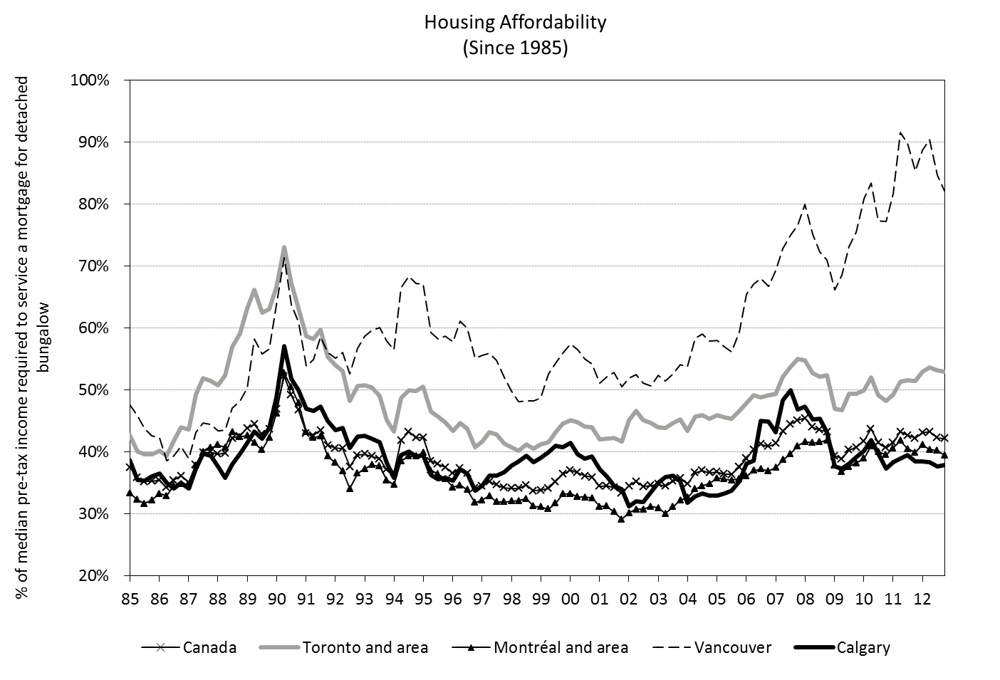 Housing Affordability
(Since 1985)
% of median pre-tax income required to service a mortgage for detached
bungalow
100%
90%
80%
70%
60%
50%
40%
30%
20%
85 86 87 88 89 90 91 92 93 94 95 96 97 98 99 00 01 02 03 04 05 06 07 08 09 10 11 12
Canada Toronto and area Montréal and area Vancouver Calgary